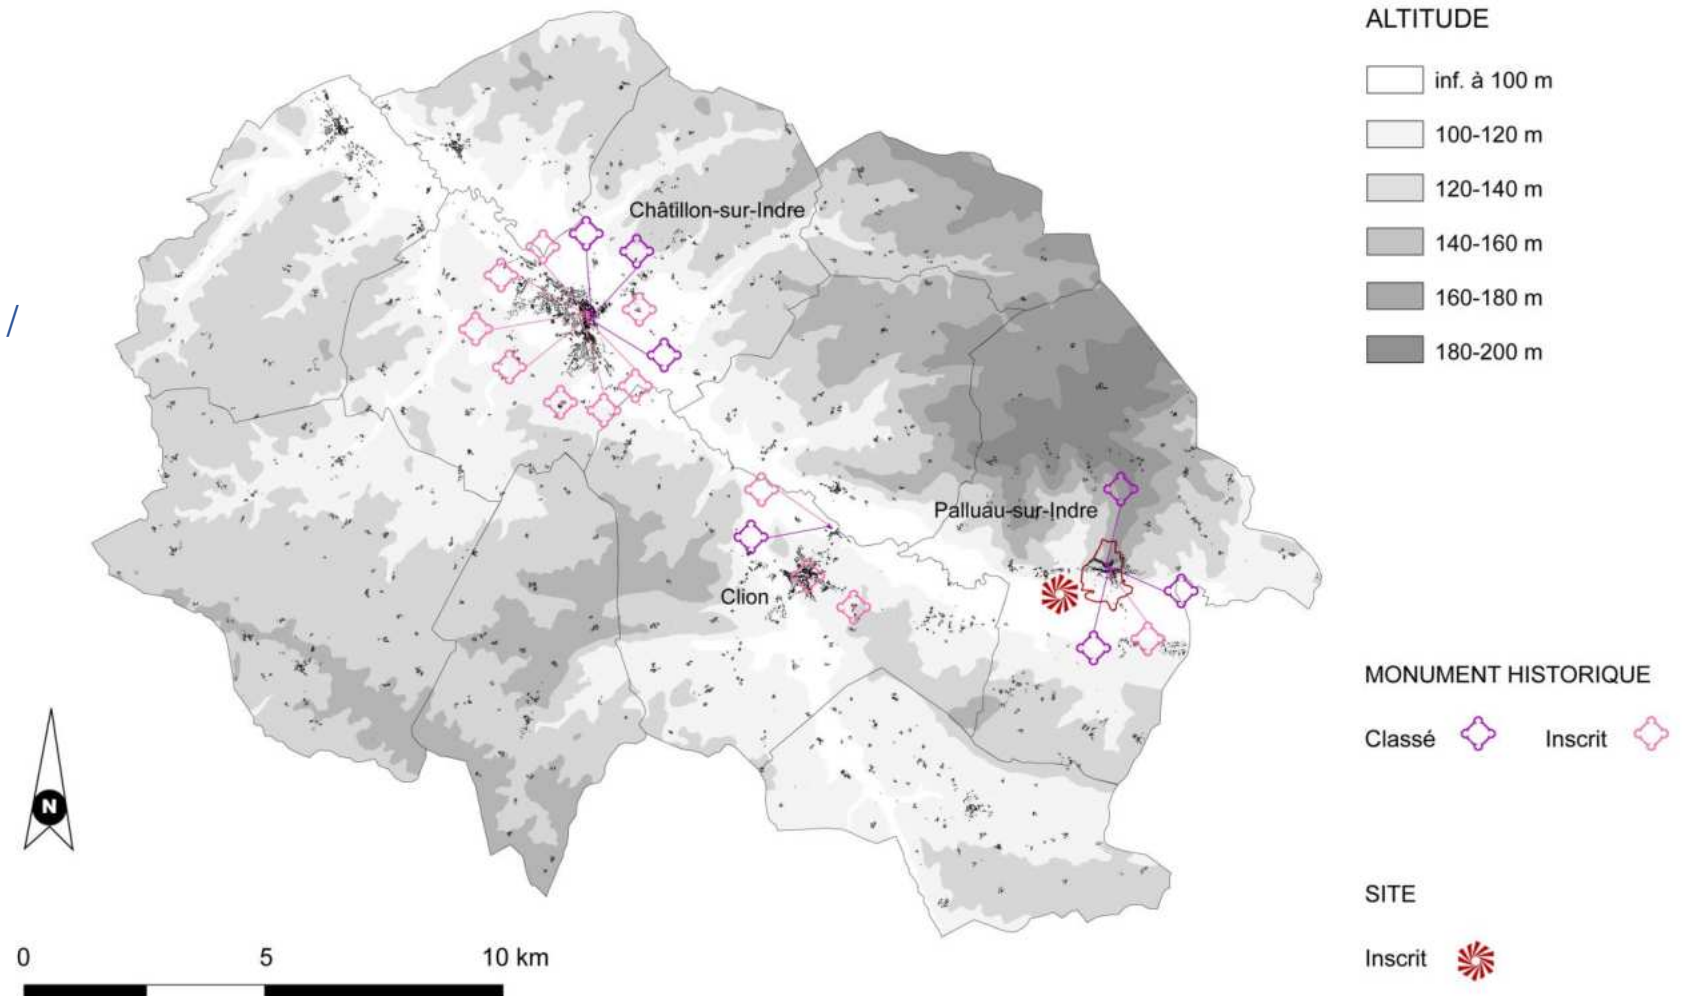 ALTITUDE
inf. à 100 m
100-120 m
120-140 m
140-160 m
160-180 m
180-200 m
Châtillon-sur-Indre
/
Palluau-sur-Indre
Clion
MONUMENT HISTORIQUE
Classé Inscrit
N
SITE
Inscrit
0 5 10 km